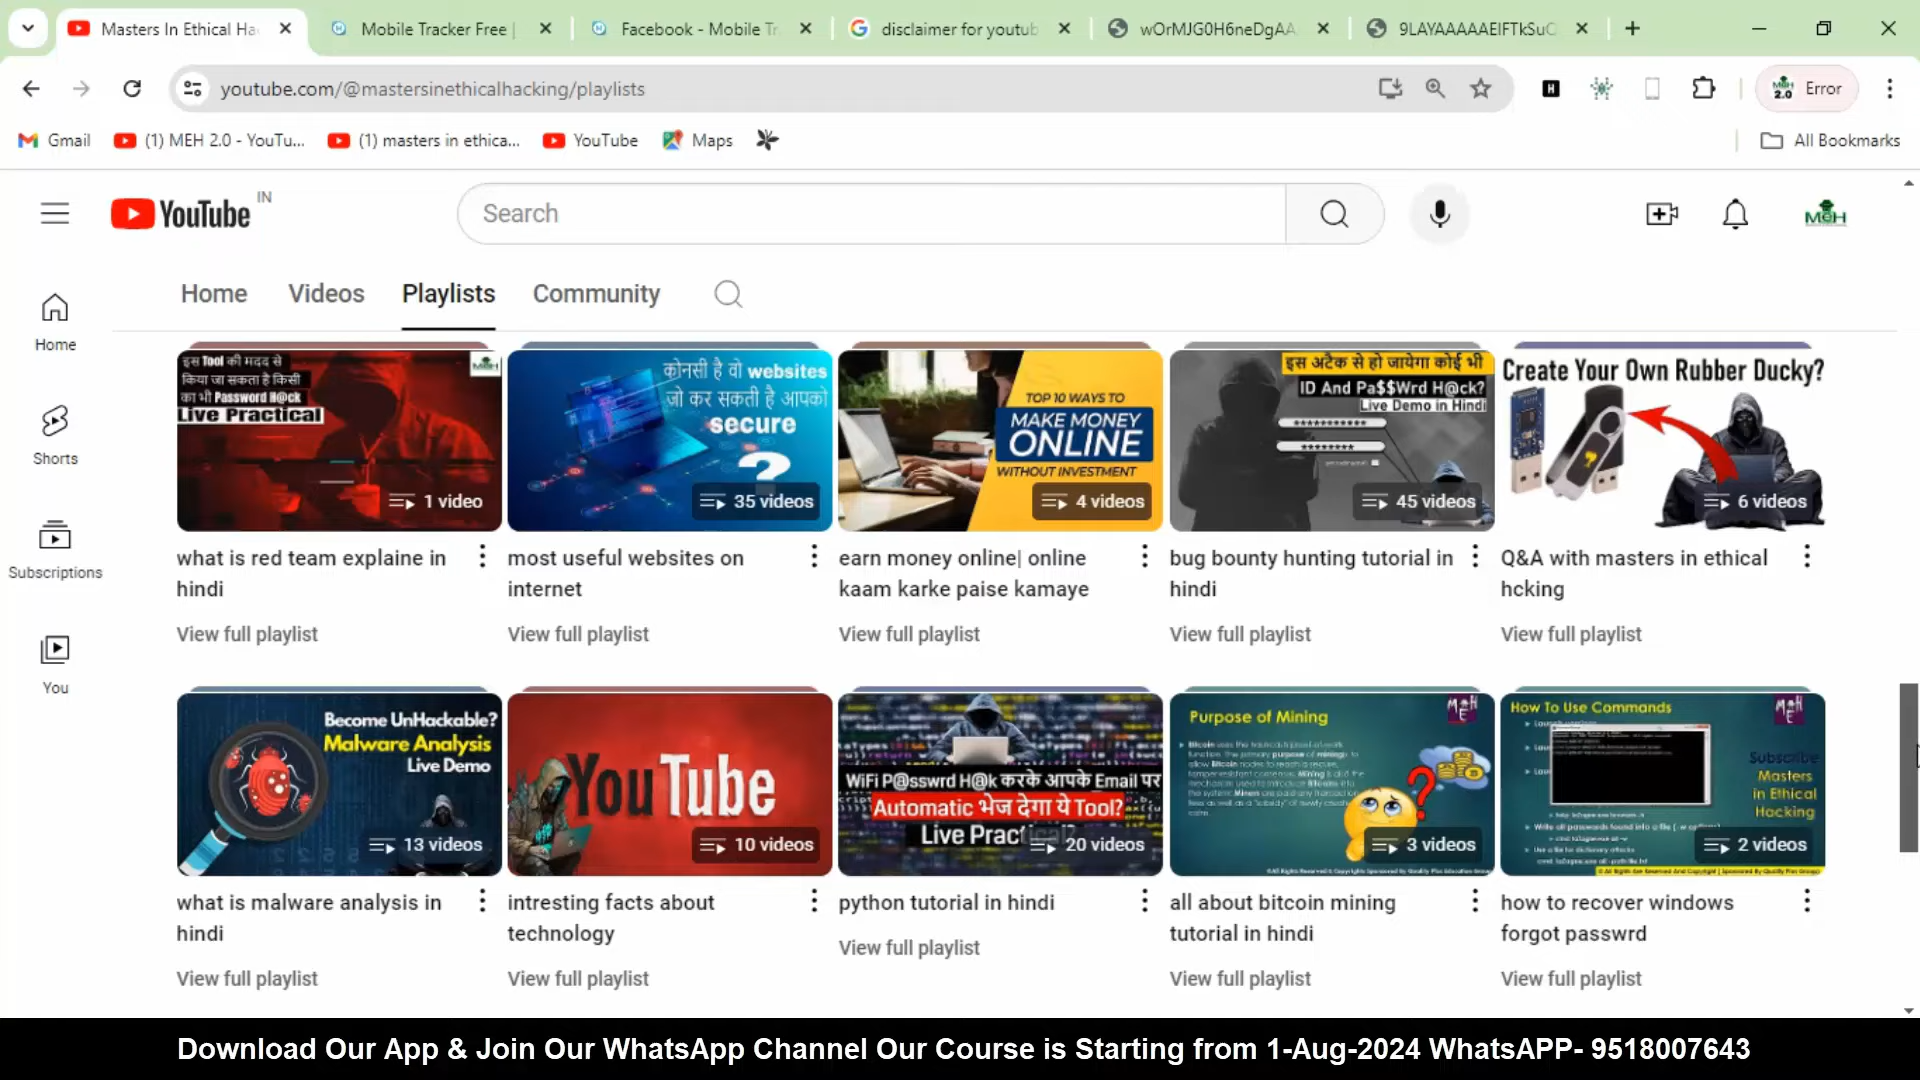 Masters In Ethical Ha
Mobile Tracker Free |
Facebook - Mobile Tr
disclaimer for youtub
wOrMJG0H6neDgAA
9LAYAAAAAElFTkSuQ
youtube.com/@mastersinethicalhacking/playlists
H
MEH 2.0
Error
Gmail
(1) MEH 2.0 - YouTu...
(1) masters in ethica...
YouTube
Maps
All Bookmarks
YouTube IN
Search
MEH
Home
Videos
Playlists
Community
Home
Shorts
Subscriptions
You
इस Tool की मदद से
किया जा सकता है किसी
का भी Password H@ck
Live Practical
MEH
1 video
what is red team explaine in
hindi
View full playlist
कोनसी है वो websites
जो कर सकती है आपको
secure
?
35 videos
most useful websites on
internet
View full playlist
TOP 10 WAYS TO
MAKE MONEY
ONLINE
WITHOUT INVESTMENT
4 videos
earn money online| online
kaam karke paise kamaye
View full playlist
इस अटैक से हो जायेगा कोई भी
ID And Pa$$Wrd H@ck?
Live Demo in Hindi
45 videos
bug bounty hunting tutorial in
hindi
View full playlist
Create Your Own Rubber Ducky?
6 videos
Q&A with masters in ethical
hcking
View full playlist
Become UnHackable?
Malware Analysis
Live Demo
13 videos
what is malware analysis in
hindi
View full playlist
YouTube
10 videos
intresting facts about
technology
View full playlist
WiFi P@sswrd H@k करके आपके Email पर
Automatic भेज देगा ये Tool?
Live Pract
20 videos
python tutorial in hindi
View full playlist
Purpose of Mining
MEH
3 videos
all about bitcoin mining
tutorial in hindi
View full playlist
How To Use Commands
MEH
Subscribe
Masters
in Ethical
Hacking
2 videos
how to recover windows
forgot passwrd
View full playlist
Download Our App & Join Our WhatsApp Channel Our Course is Starting from 1-Aug-2024 WhatsAPP- 9518007643